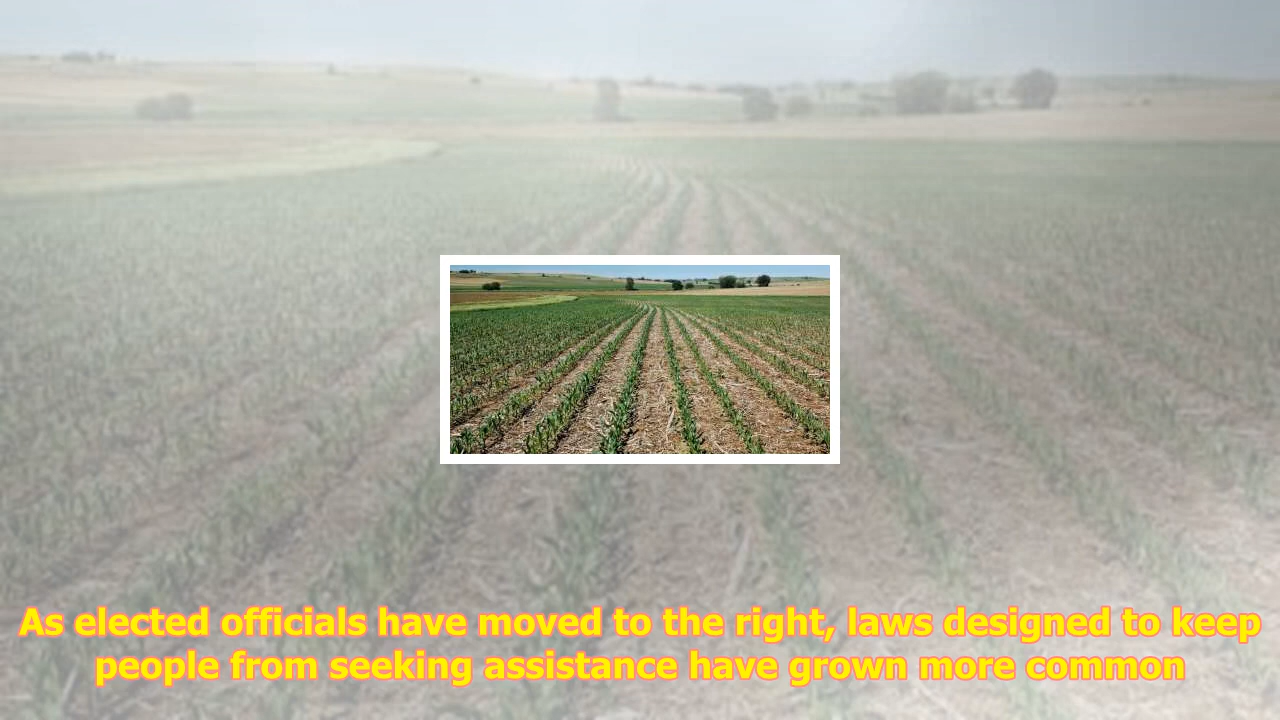 As elected officials have moved to the right, laws designed to keep
people from seeking assistance have grown more common